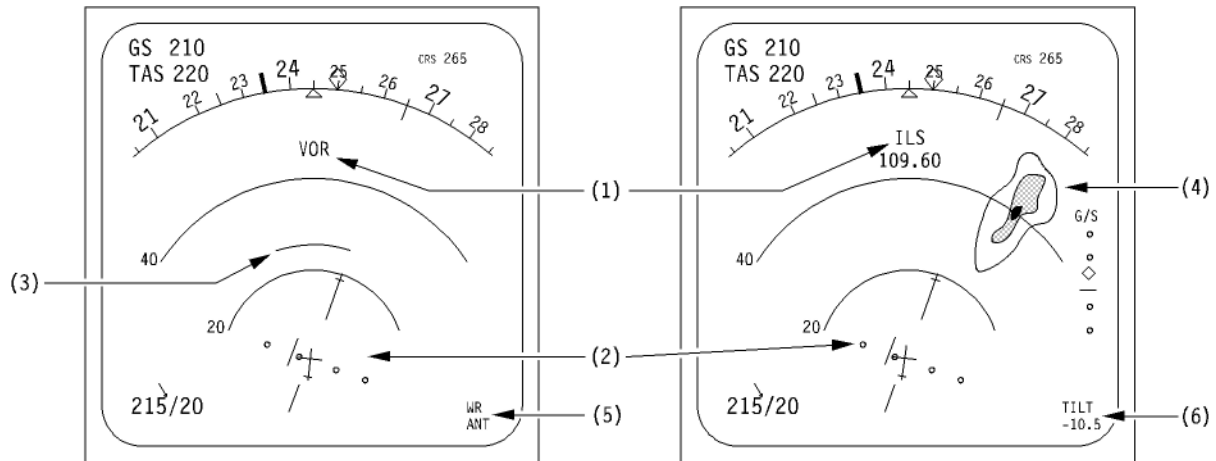 GS 210
TAS 220
CRS 265
21 22 23 24 25 26 27 28
VOR
40
20
215/20
WR
ANT
(1)
(2)
(3)
(5)
GS 210
TAS 220
CRS 265
21 22 23 24 25 26 27 28
ILS
109.60
G/S
40
20
215/20
TILT
-10.5
(4)
(6)